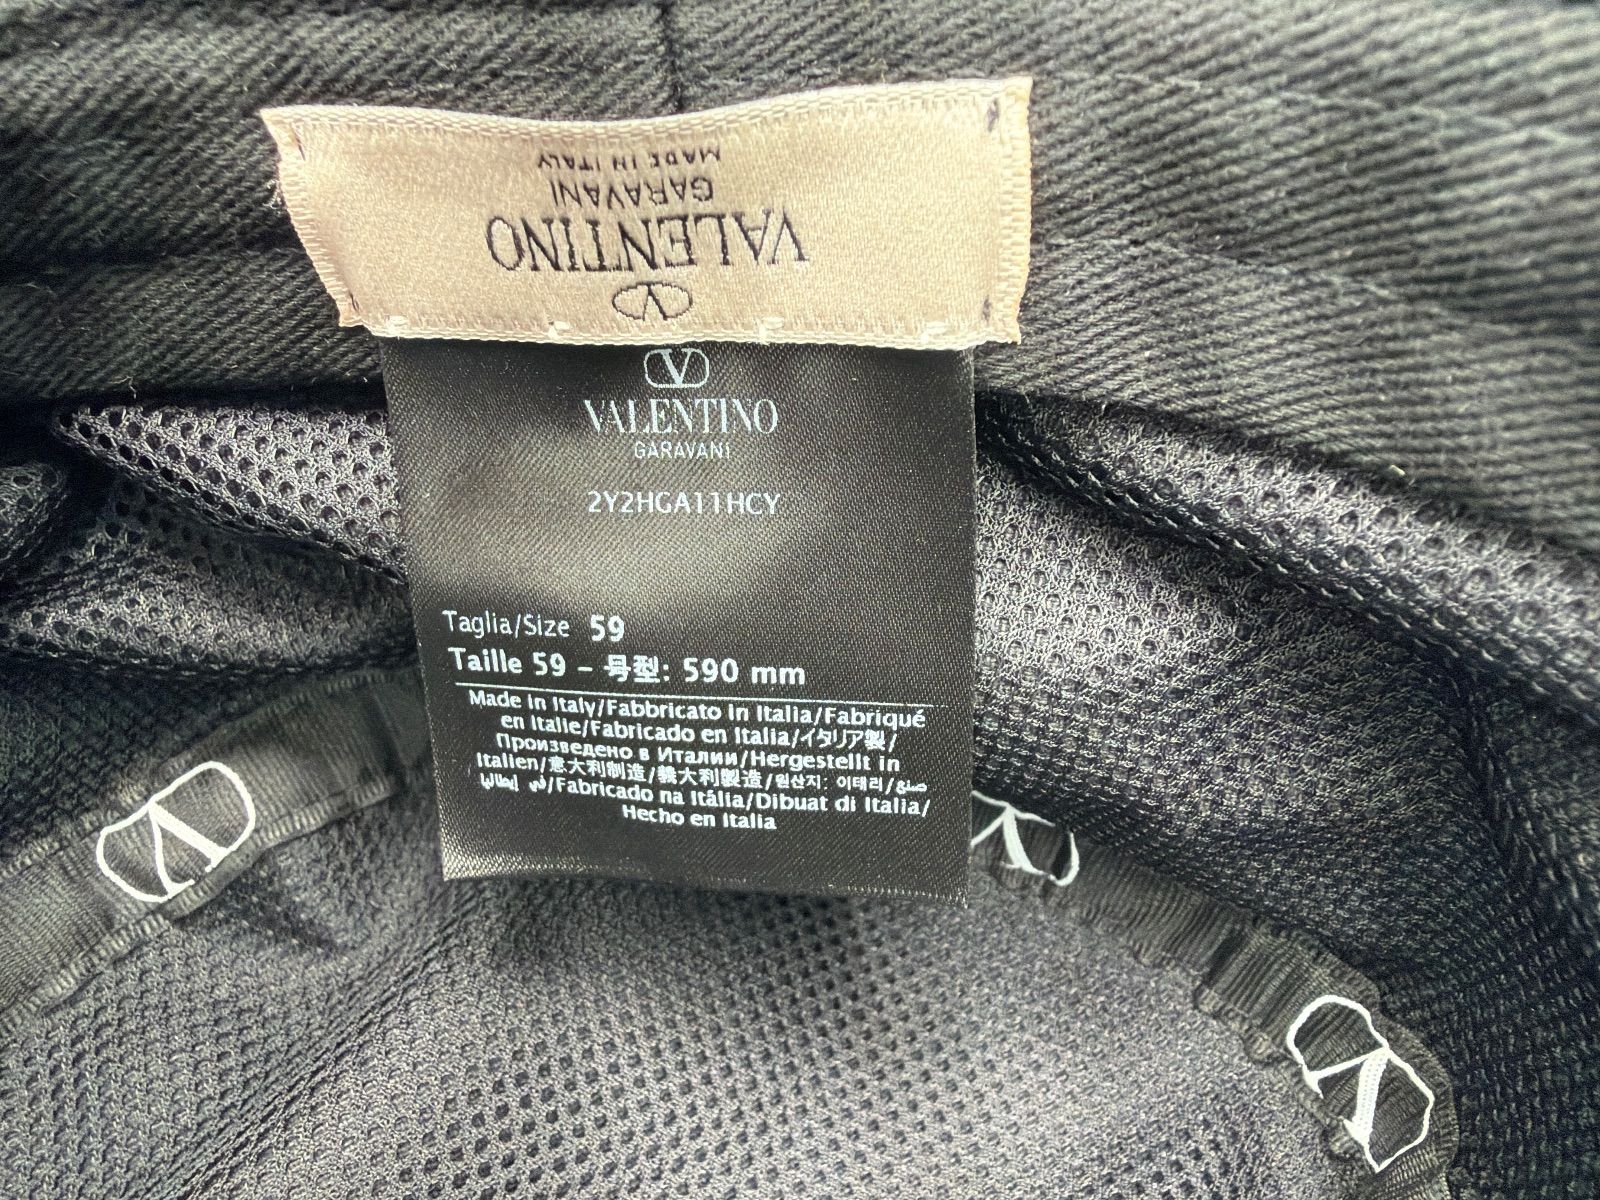 VALENTINO
GARAVANI
MADE IN ITALY
VALENTINO
GARAVANI
2Y2HGA11HCY
Taglia/Size 59
Taille 59 – 号型: 590 mm
Made in Italy/Fabbricato in Italia/Fabriqué
en Italie/Fabricado en Italia/イタリア製/
Произведено в Италии/Hergestellt in
Italien/意大利制造/義大利製造/원산지: 이태리/صنع
في إيطاليا/Fabricado na Itália/Dibuat di Italia/
Hecho en Italia